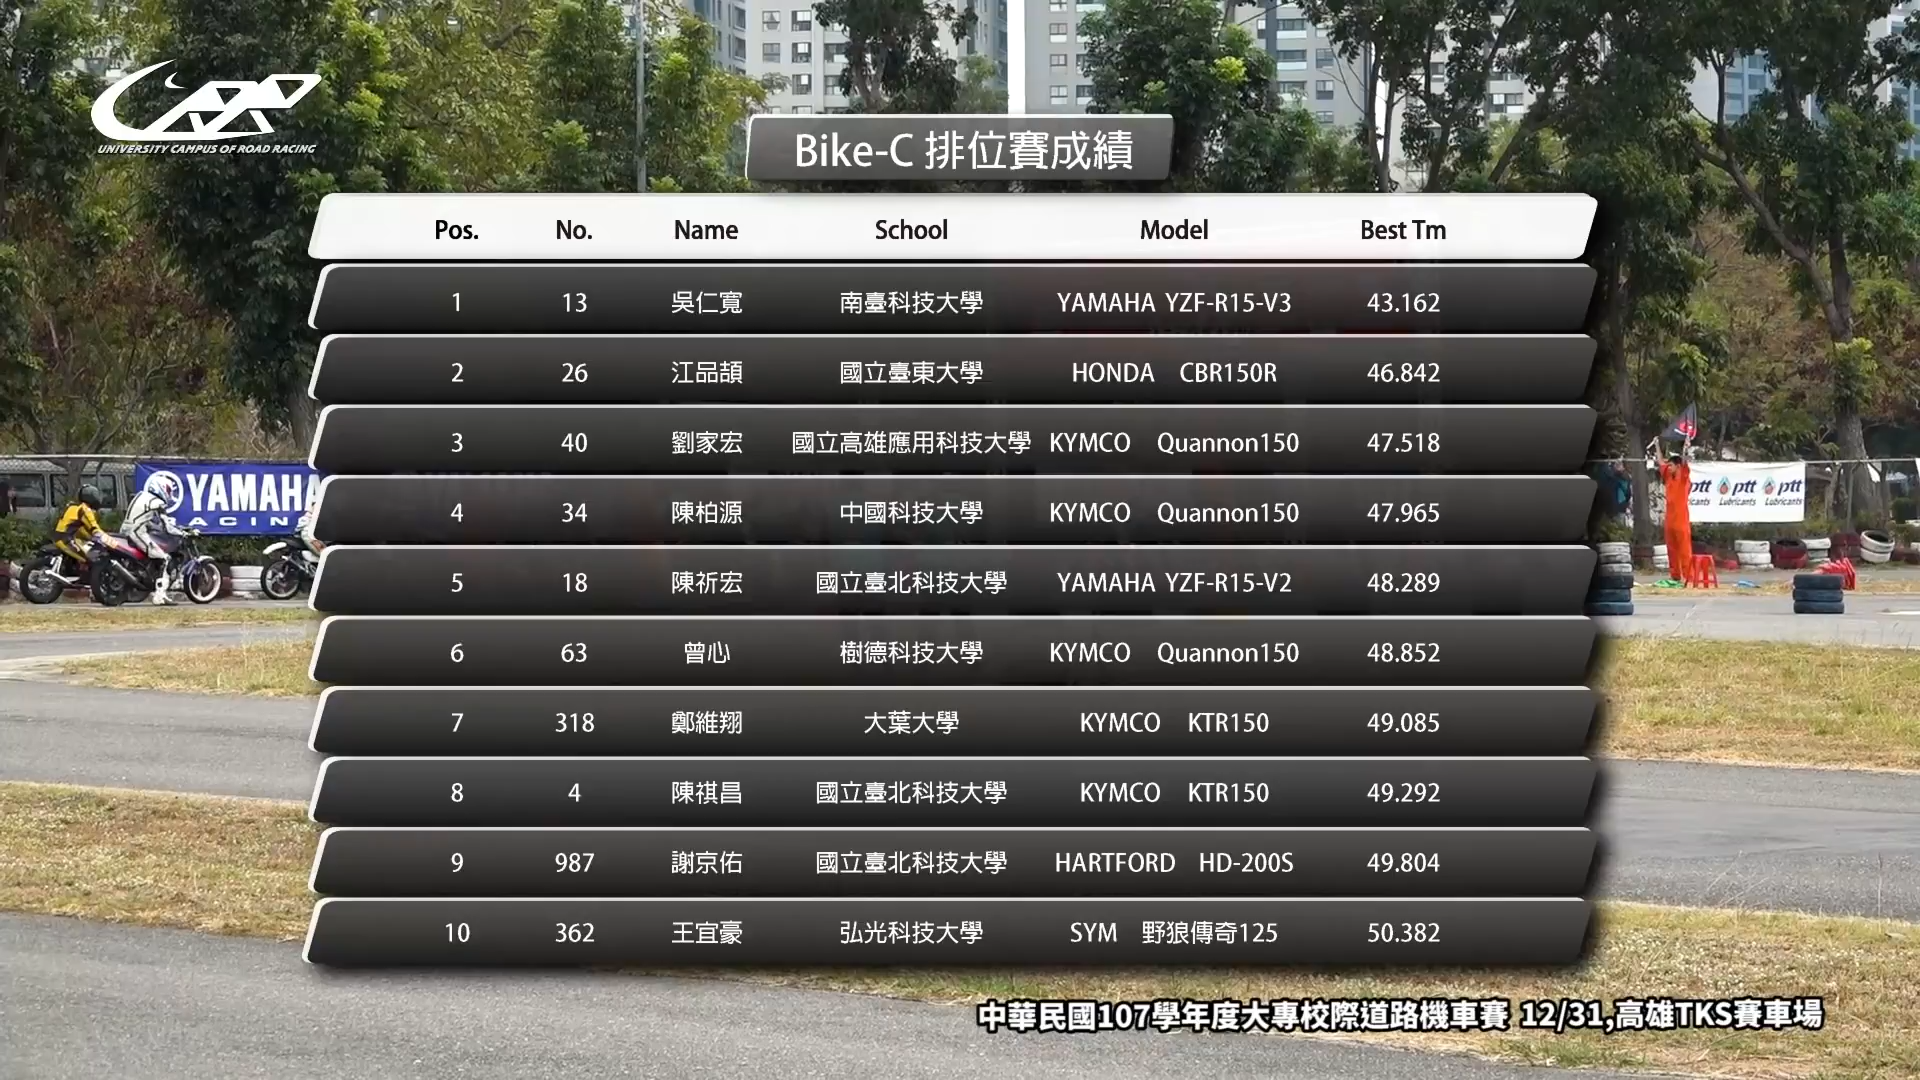 UNIVERSITY CAMPUS OF ROAD RACING
Bike-C 排位賽成績
Pos. No. Name School Model Best Tm
1 13 吳仁寬 南臺科技大學 YAMAHA YZF-R15-V3 43.162
2 26 江品頡 國立臺東大學 HONDA CBR150R 46.842
3 40 劉家宏 國立高雄應用科技大學 KYMCO Quannon150 47.518
4 34 陳柏源 中國科技大學 KYMCO Quannon150 47.965
5 18 陳祈宏 國立臺北科技大學 YAMAHA YZF-R15-V2 48.289
6 63 曾心 樹德科技大學 KYMCO Quannon150 48.852
7 318 鄭維翔 大葉大學 KYMCO KTR150 49.085
8 4 陳祺昌 國立臺北科技大學 KYMCO KTR150 49.292
9 987 謝京佑 國立臺北科技大學 HARTFORD HD-200S 49.804
10 362 王宜豪 弘光科技大學 SYM 野狼傳奇125 50.382
YAMAHA
RACING
ptt ptt ptt
Lubricants Lubricants Lubricants
中華民國107學年度大專校際道路機車賽 12/31,高雄TKS賽車場